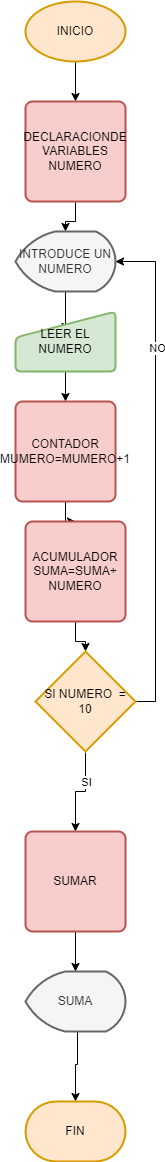 INICIO
DECLARACIONDE
VARIABLES
NUMERO
INTRODUCE UN
NUMERO
LEER EL
NUMERO
NO
CONTADOR
MUMERO=MUMERO+1
ACUMULADOR
SUMA=SUMA+
NUMERO
SI NUMERO =
10
SI
SUMAR
SUMA
FIN